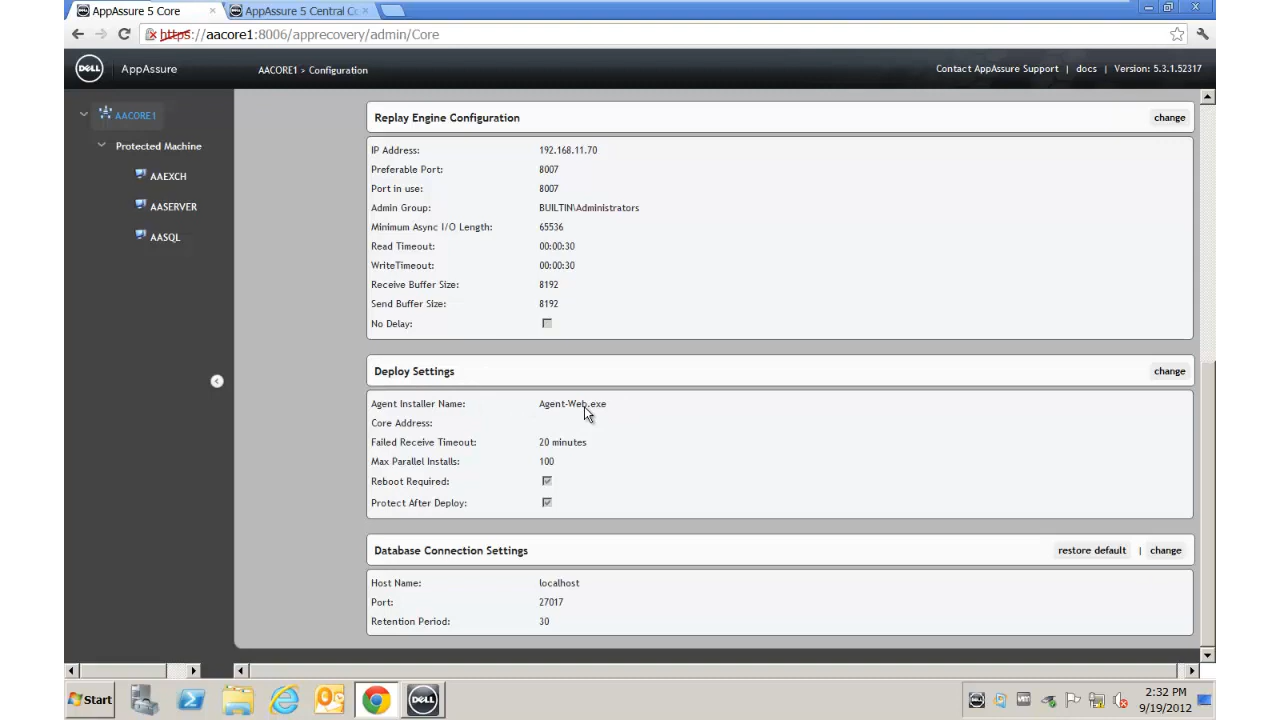 AppAssure 5 Core
AppAssure 5 Central Co
https://aacore1:8006/apprecovery/admin/Core
DELL
AppAssure
AACORE1 > Configuration
Contact AppAssure Support | docs | Version: 5.3.1.52317
AACORE1
Protected Machine
AAEXCH
AASERVER
AASQL
Replay Engine Configuration
change
IP Address: 192.168.11.70
Preferable Port: 8007
Port in use: 8007
Admin Group: BUILTIN\Administrators
Minimum Async I/O Length: 65536
Read Timeout: 00:00:30
WriteTimeout: 00:00:30
Receive Buffer Size: 8192
Send Buffer Size: 8192
No Delay:
Deploy Settings
change
Agent Installer Name: Agent-Web.exe
Core Address:
Failed Receive Timeout: 20 minutes
Max Parallel Installs: 100
Reboot Required:
Protect After Deploy:
Database Connection Settings
restore default | change
Host Name: localhost
Port: 27017
Retention Period: 30
Start
DELL
2:32 PM
9/19/2012